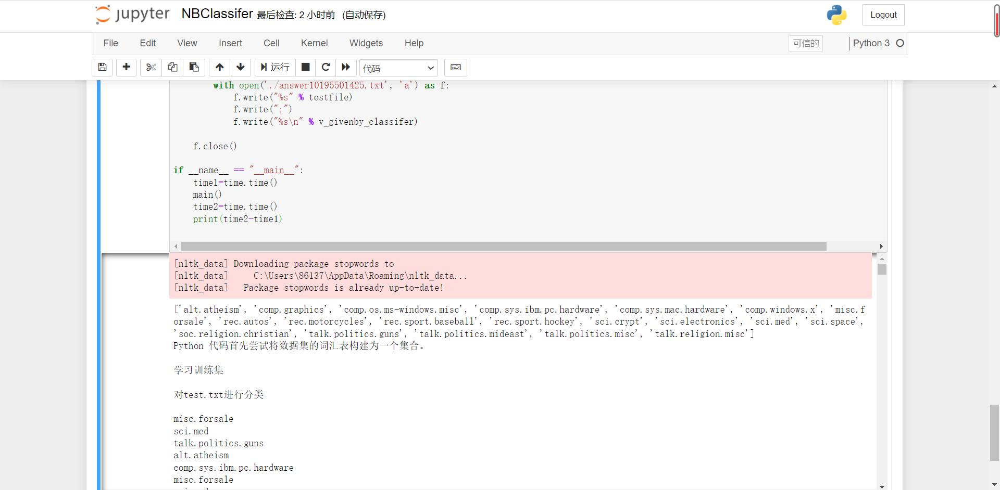 jupyter NBClassifer 最后检查: 2 小时前 (自动保存) Logout
File Edit View Insert Cell Kernel Widgets Help 可信的 Python 3
运行 代码
with open('./answer10195501425.txt', 'a') as f:
f.write("%s" % testfile)
f.write(";")
f.write("%s\n" % v_givenby_classifer)
f.close()
if __name__ == "__main__":
time1=time.time()
main()
time2=time.time()
print(time2-time1)
[nltk_data] Downloading package stopwords to
[nltk_data]     C:\Users\86137\AppData\Roaming\nltk_data...
[nltk_data]   Package stopwords is already up-to-date!
['alt.atheism', 'comp.graphics', 'comp.os.ms-windows.misc', 'comp.sys.ibm.pc.hardware', 'comp.sys.mac.hardware', 'comp.windows.x', 'misc.f
orsale', 'rec.autos', 'rec.motorcycles', 'rec.sport.baseball', 'rec.sport.hockey', 'sci.crypt', 'sci.electronics', 'sci.med', 'sci.space',
'soc.religion.christian', 'talk.politics.guns', 'talk.politics.mideast', 'talk.politics.misc', 'talk.religion.misc']
Python 代码首先尝试将数据集的词汇表构建为一个集合。
学习训练集
对test.txt进行分类
misc.forsale
sci.med
talk.politics.guns
alt.atheism
comp.sys.ibm.pc.hardware
misc.forsale